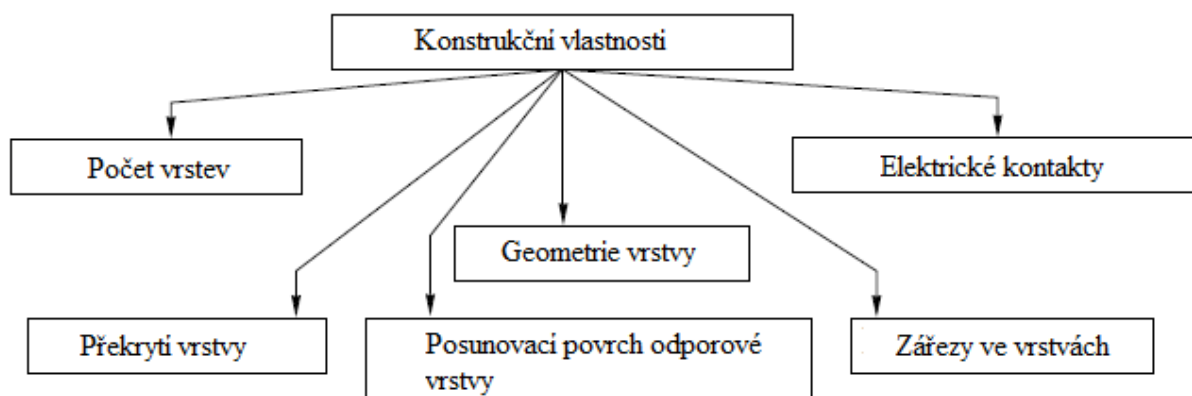 Konstrukční vlastnosti
Počet vrstev
Elektrické kontakty
Geometrie vrstvy
Překrytí vrstvy
Posunovací povrch odporové
vrstvy
Zářezy ve vrstvách